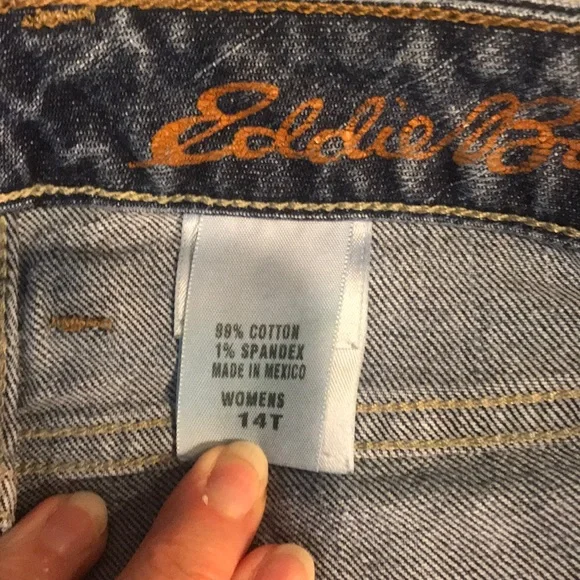 Eddie B
99% COTTON
1% SPANDEX
MADE IN MEXICO
WOMENS
14T